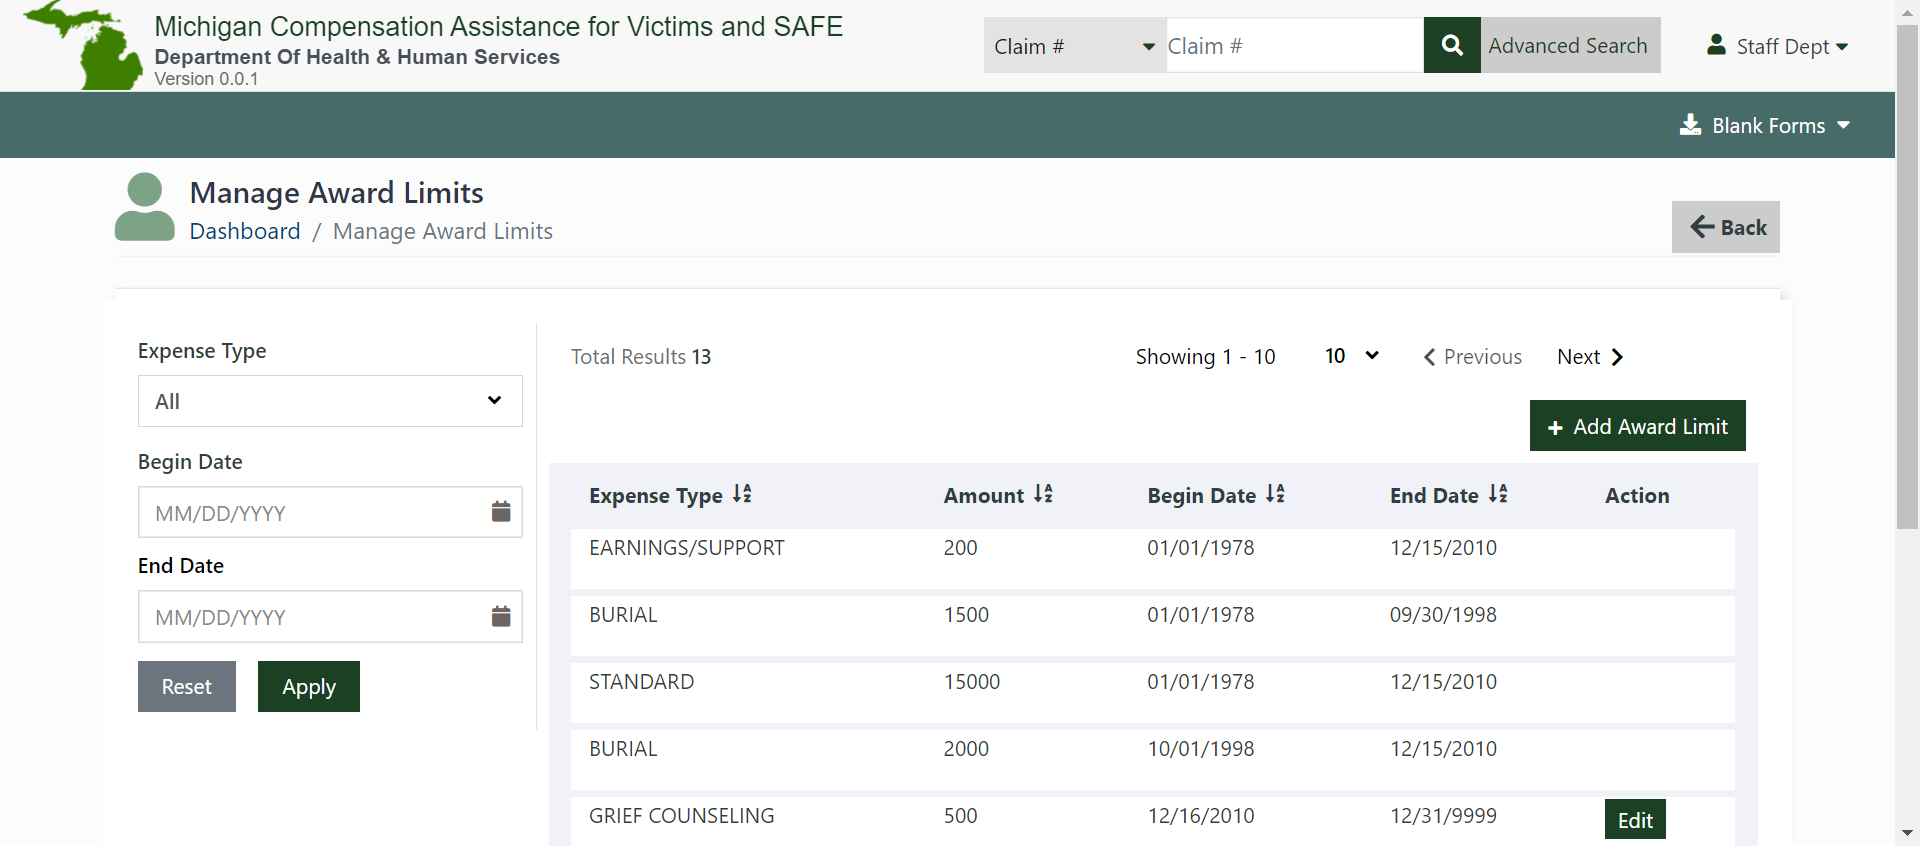 Michigan Compensation Assistance for Victims and SAFE
Department Of Health & Human Services
Version 0.0.1
Claim #
Claim #
Advanced Search
Staff Dept
Blank Forms
Manage Award Limits
Dashboard / Manage Award Limits
Back
Expense Type
All
Begin Date
MM/DD/YYYY
End Date
MM/DD/YYYY
Reset Apply
Total Results 13 Showing 1 - 10 10 Previous Next
+ Add Award Limit
Expense Type Amount Begin Date End Date Action
EARNINGS/SUPPORT 200 01/01/1978 12/15/2010
BURIAL 1500 01/01/1978 09/30/1998
STANDARD 15000 01/01/1978 12/15/2010
BURIAL 2000 10/01/1998 12/15/2010
GRIEF COUNSELING 500 12/16/2010 12/31/9999 Edit